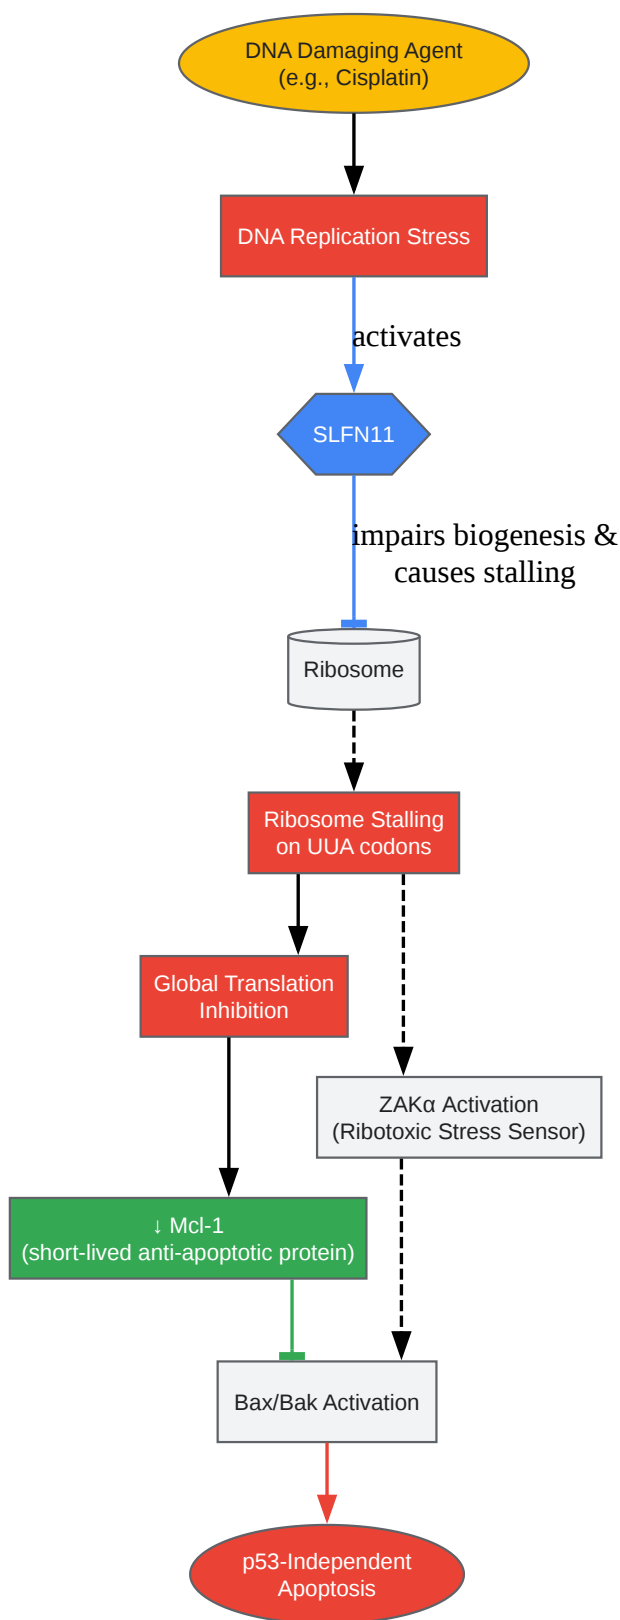 DNA Damaging Agent
(e.g., Cisplatin)
DNA Replication Stress
activates
SLFN11
impairs biogenesis &
causes stalling
Ribosome
Ribosome Stalling
on UUA codons
Global Translation
Inhibition
ZAKα Activation
(Ribotoxic Stress Sensor)
↓ Mcl-1
(short-lived anti-apoptotic protein)
Bax/Bak Activation
p53-Independent
Apoptosis